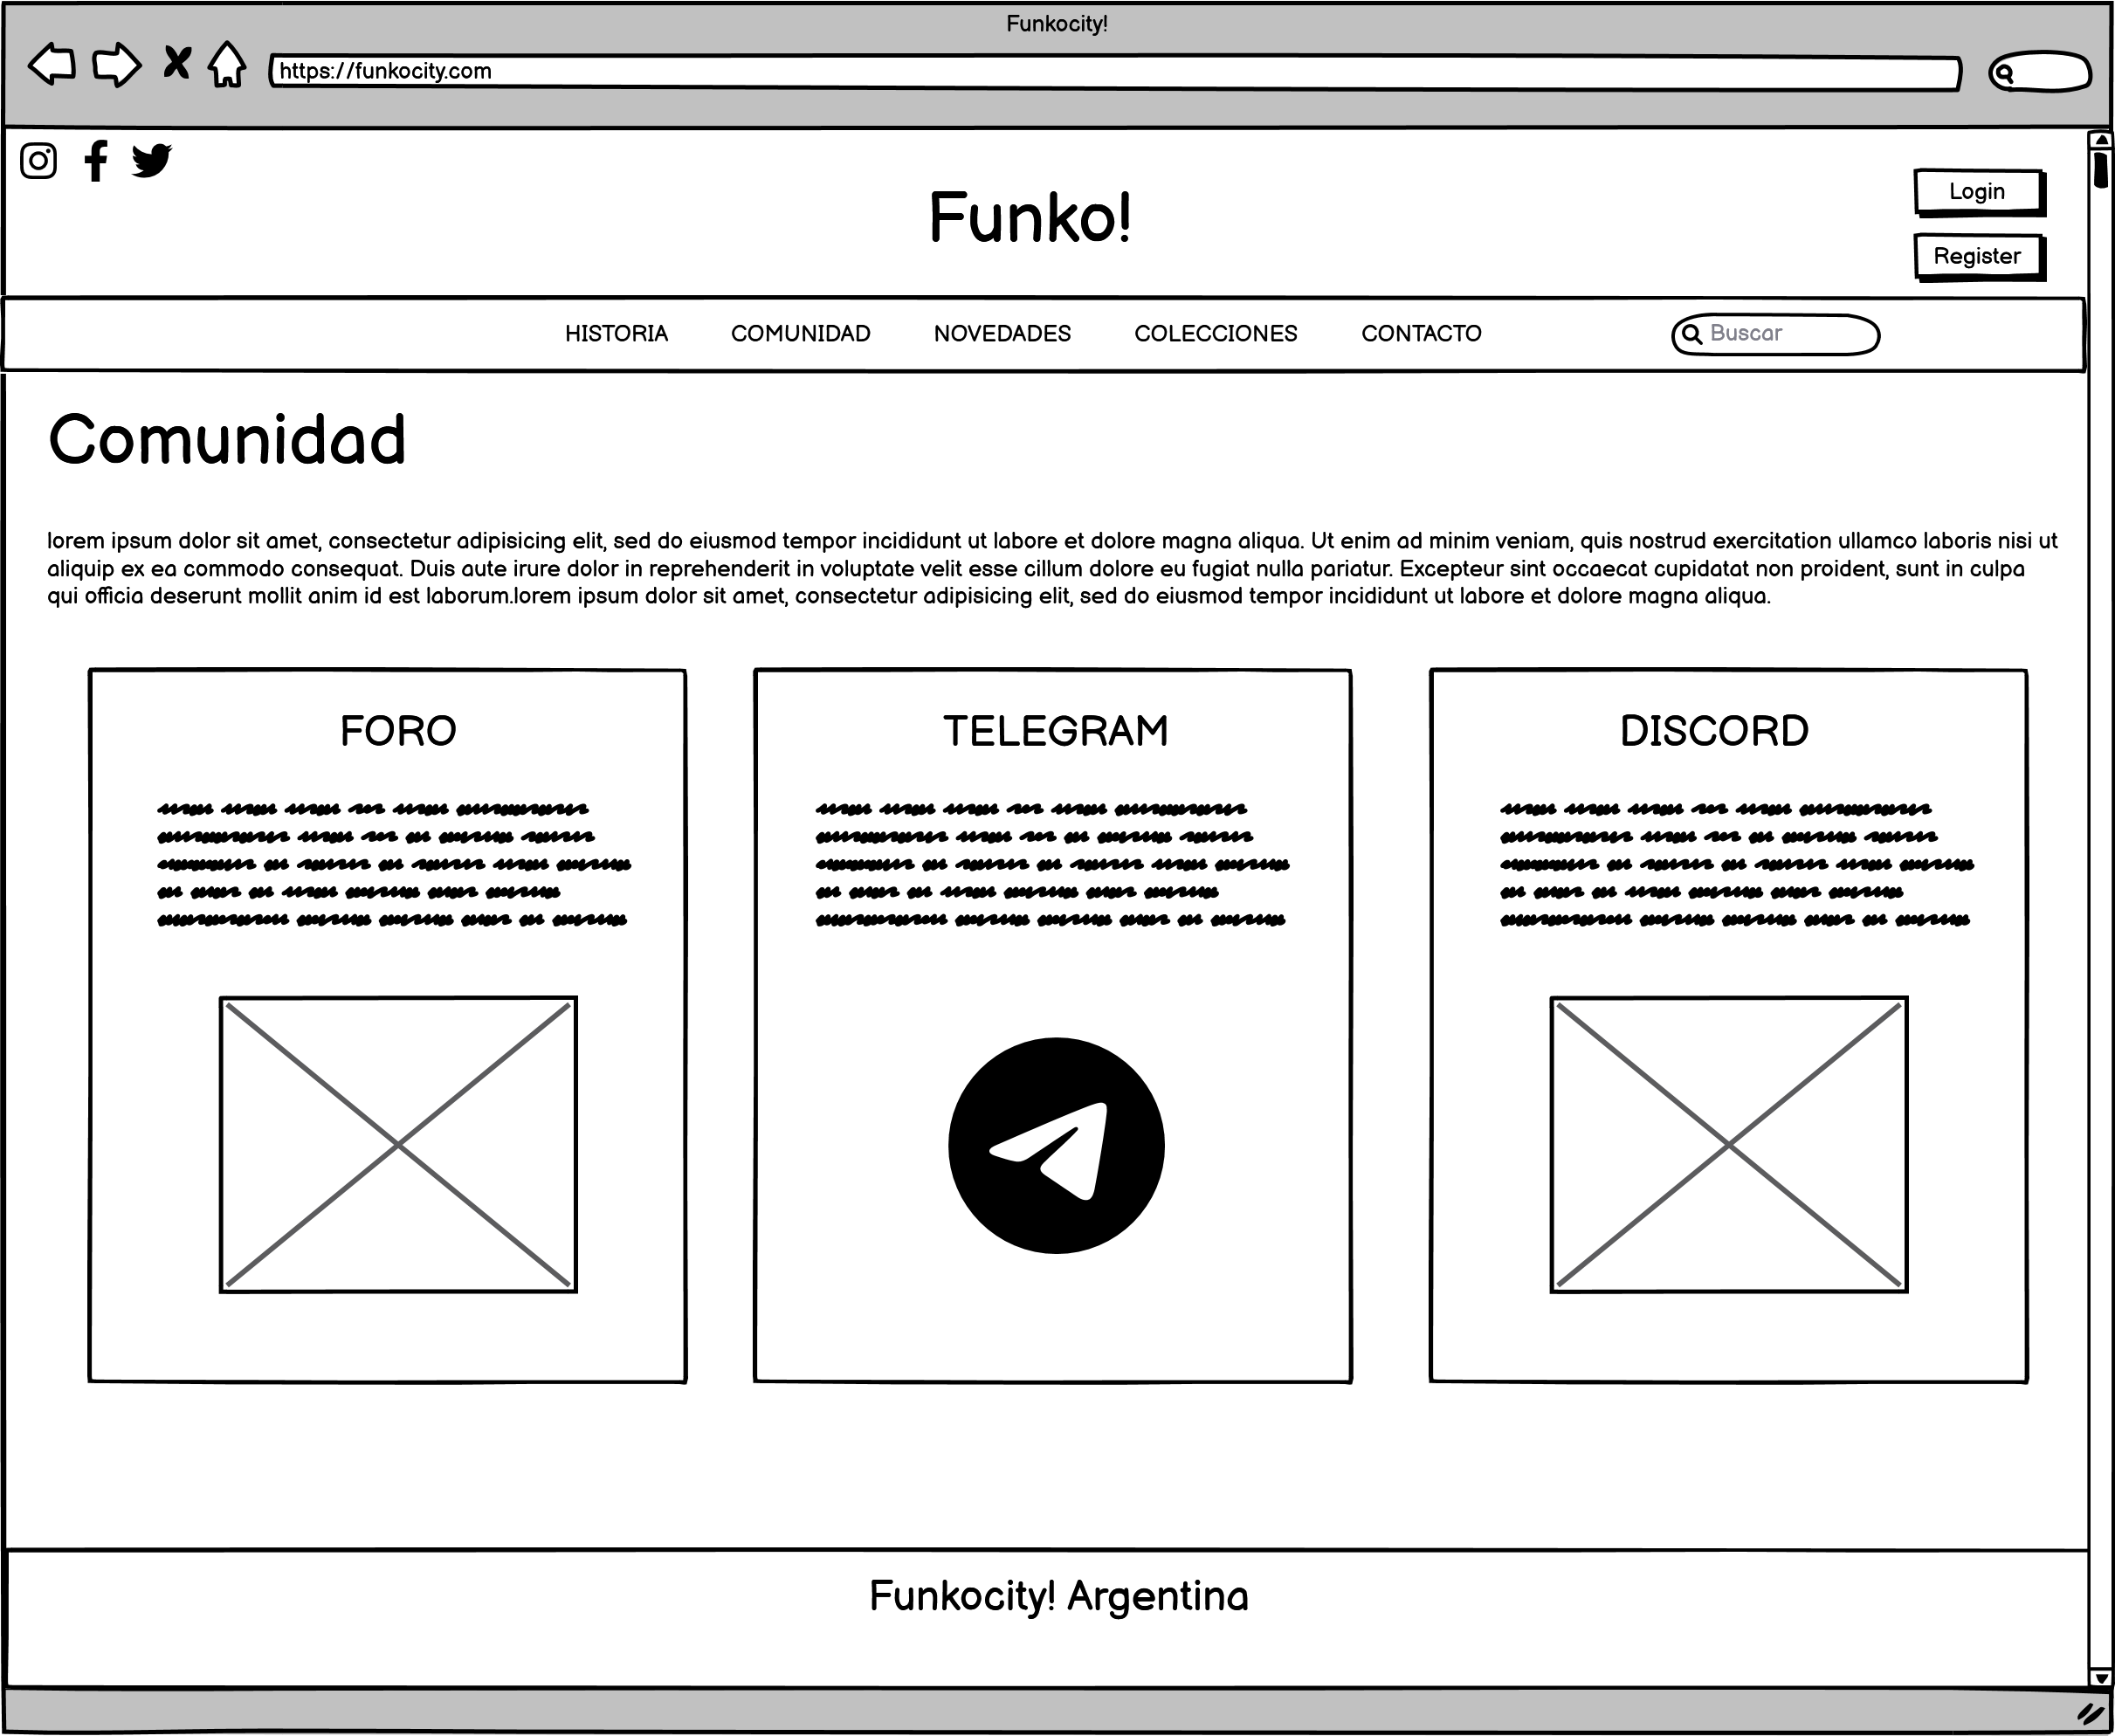 Funkocity!
https://funkocity.com
Funko!
Login
Register
HISTORIA COMUNIDAD NOVEDADES COLECCIONES CONTACTO Buscar
Comunidad
lorem ipsum dolor sit amet, consectetur adipisicing elit, sed do eiusmod tempor incididunt ut labore et dolore magna aliqua. Ut enim ad minim veniam, quis nostrud exercitation ullamco laboris nisi ut
aliquip ex ea commodo consequat. Duis aute irure dolor in reprehenderit in voluptate velit esse cillum dolore eu fugiat nulla pariatur. Excepteur sint occaecat cupidatat non proident, sunt in culpa
qui officia deserunt mollit anim id est laborum.lorem ipsum dolor sit amet, consectetur adipisicing elit, sed do eiusmod tempor incididunt ut labore et dolore magna aliqua.
FORO
TELEGRAM
DISCORD
Funkocity! Argentina